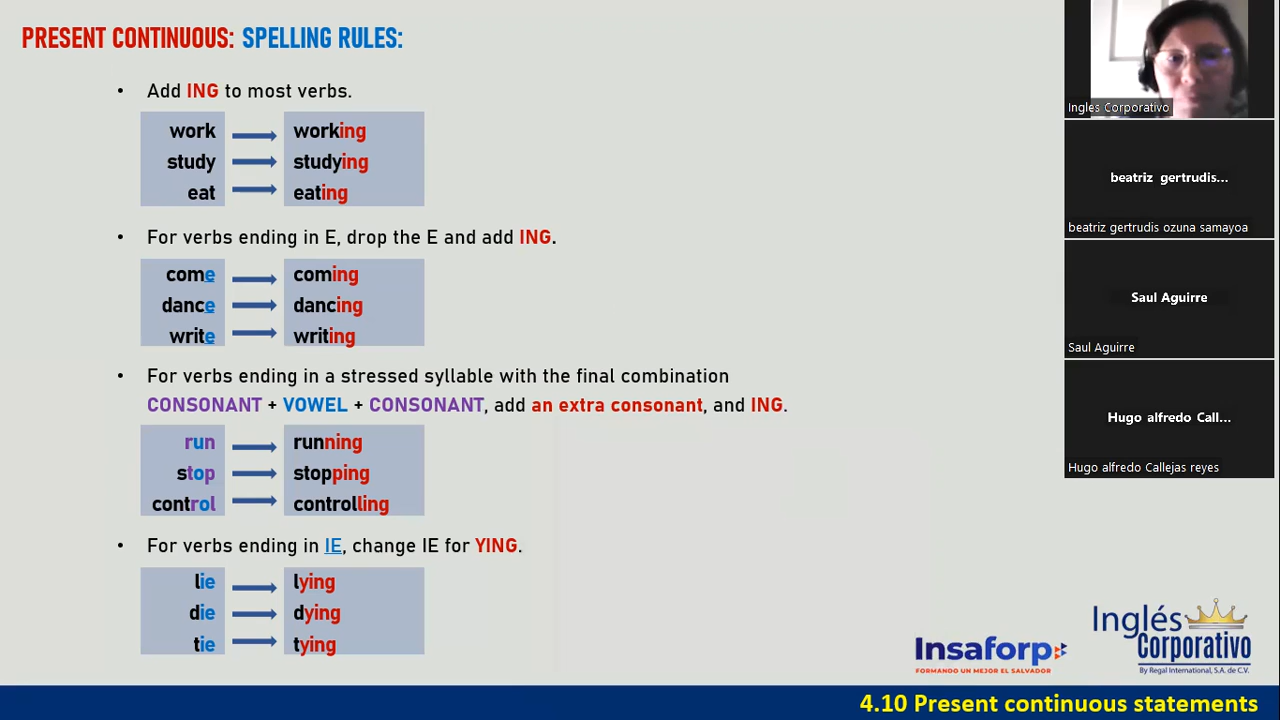 PRESENT CONTINUOUS: SPELLING RULES:
• Add ING to most verbs.
work working
study studying
eat eating
• For verbs ending in E, drop the E and add ING.
come coming
dance dancing
write writing
• For verbs ending in a stressed syllable with the final combination
CONSONANT + VOWEL + CONSONANT, add an extra consonant, and ING.
run running
stop stopping
control controlling
• For verbs ending in IE, change IE for YING.
lie lying
die dying
tie tying
Ingles Corporativo
beatriz gertrudis...
beatriz gertrudis ozuna samayoa
Saul Aguirre
Saul Aguirre
Hugo alfredo Call...
Hugo alfredo Callejas reyes
Insaforp
FORMANDO UN MEJOR EL SALVADOR
Inglés
Corporativo
By Regal International, S.A. de C.V.
4.10 Present continuous statements